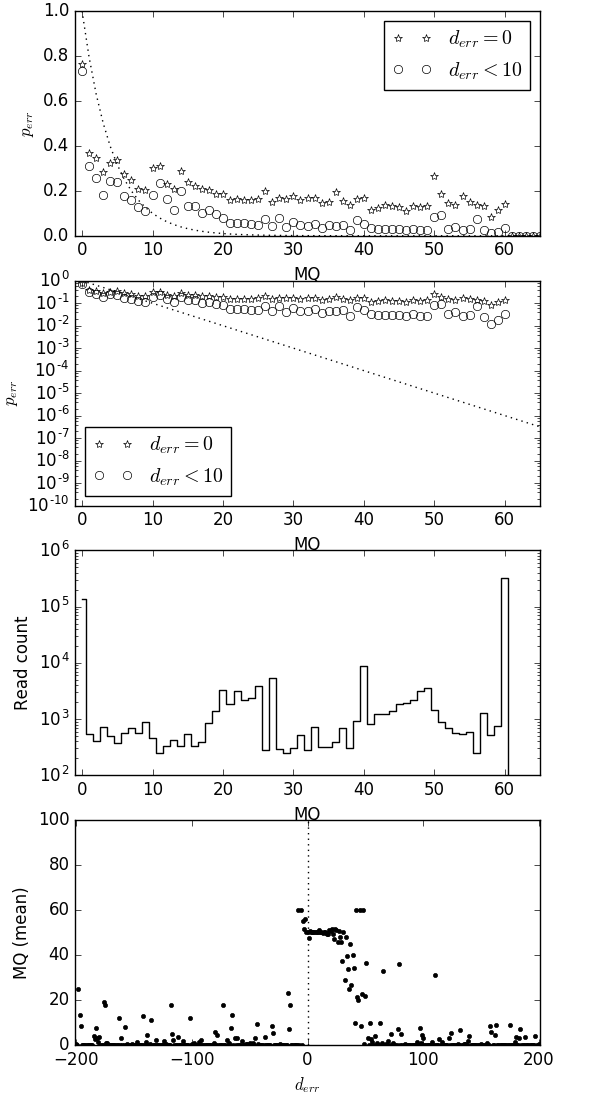 1.0
0.8
0.6
0.4
0.2
0.0
p_err
d_err = 0
d_err < 10
0 10 20 30 40 50 60
MQ
10^0
10^-1
10^-2
10^-3
10^-4
10^-5
10^-6
10^-7
10^-8
10^-9
10^-10
p_err
d_err = 0
d_err < 10
0 10 20 30 40 50 60
MQ
10^6
10^5
10^4
10^3
10^2
Read count
0 10 20 30 40 50 60
MQ
100
80
60
40
20
0
MQ (mean)
−200 −100 0 100 200
d_err